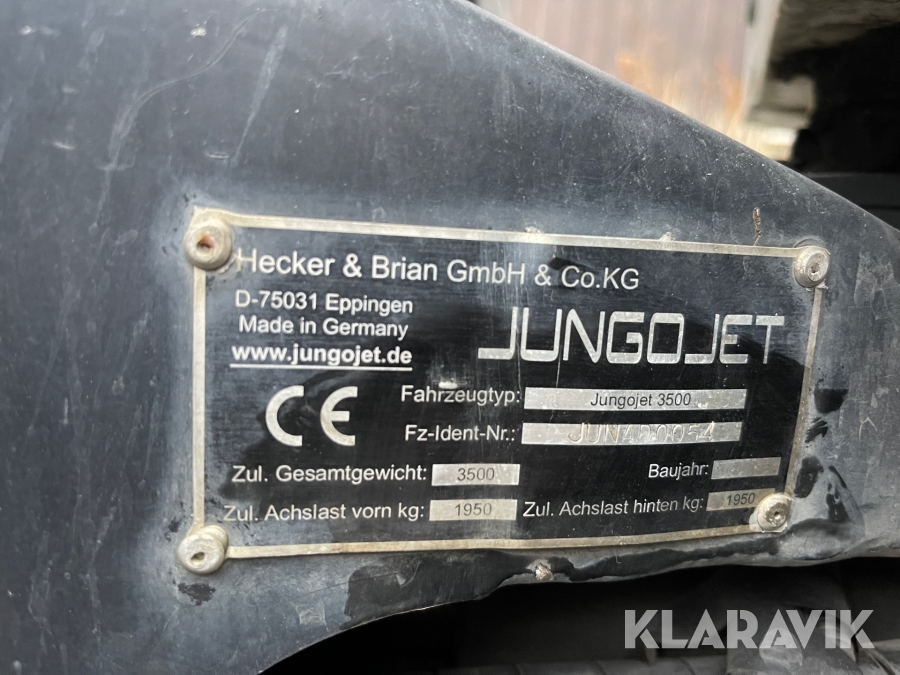 Hecker & Brian GmbH & Co.KG
D-75031 Eppingen
Made in Germany
www.jungojet.de
JUNGOJET
CE
Fahrzeugtyp: Jungojet 3500
Fz-Ident-Nr.:
Zul. Gesamtgewicht: 3500
Baujahr:
Zul. Achslast vorn kg: 1950
Zul. Achslast hinten kg: 1950
KLARAVIK